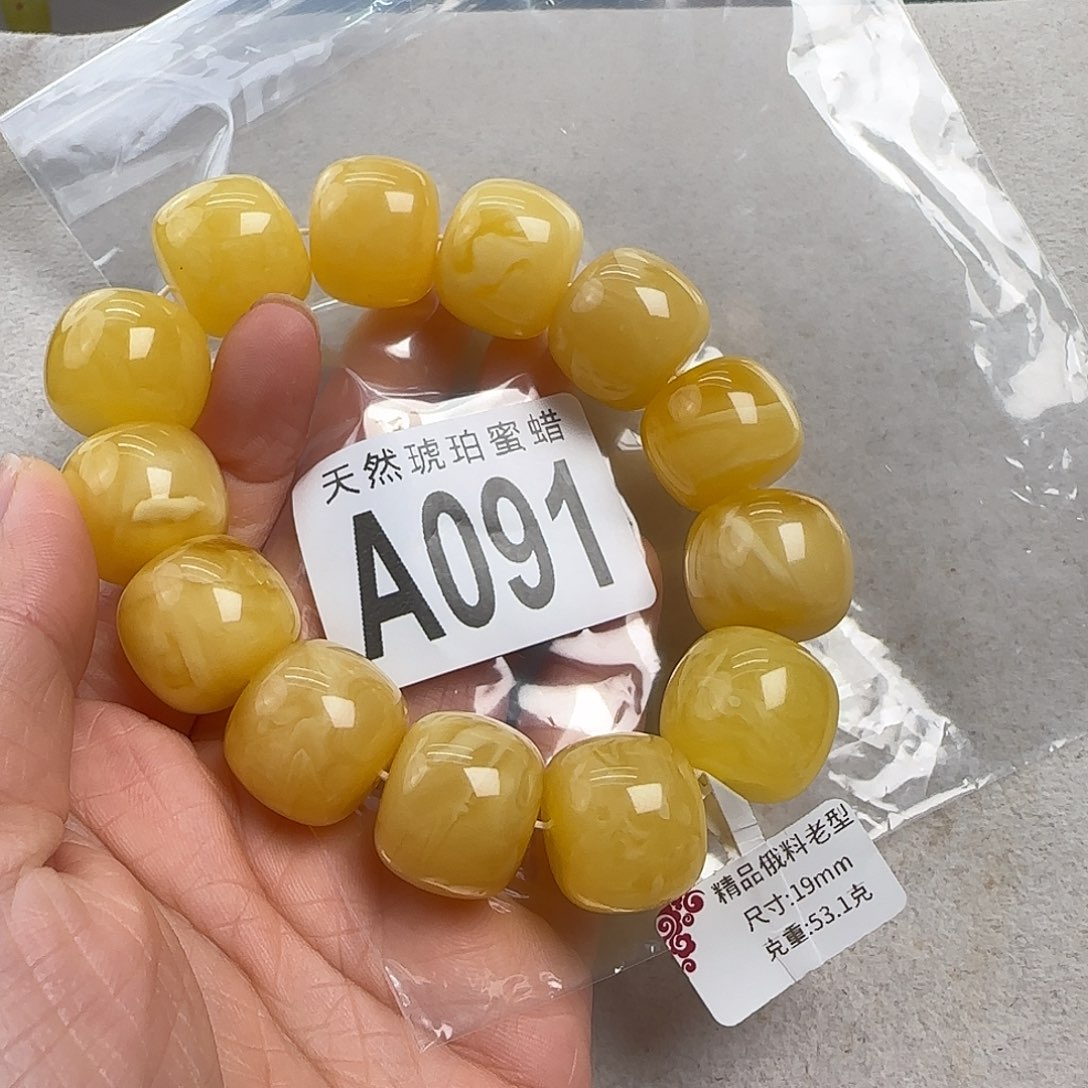 天然琥珀蜜蜡
A091
精品俄料老型
尺寸:19mm
克重:53.1克